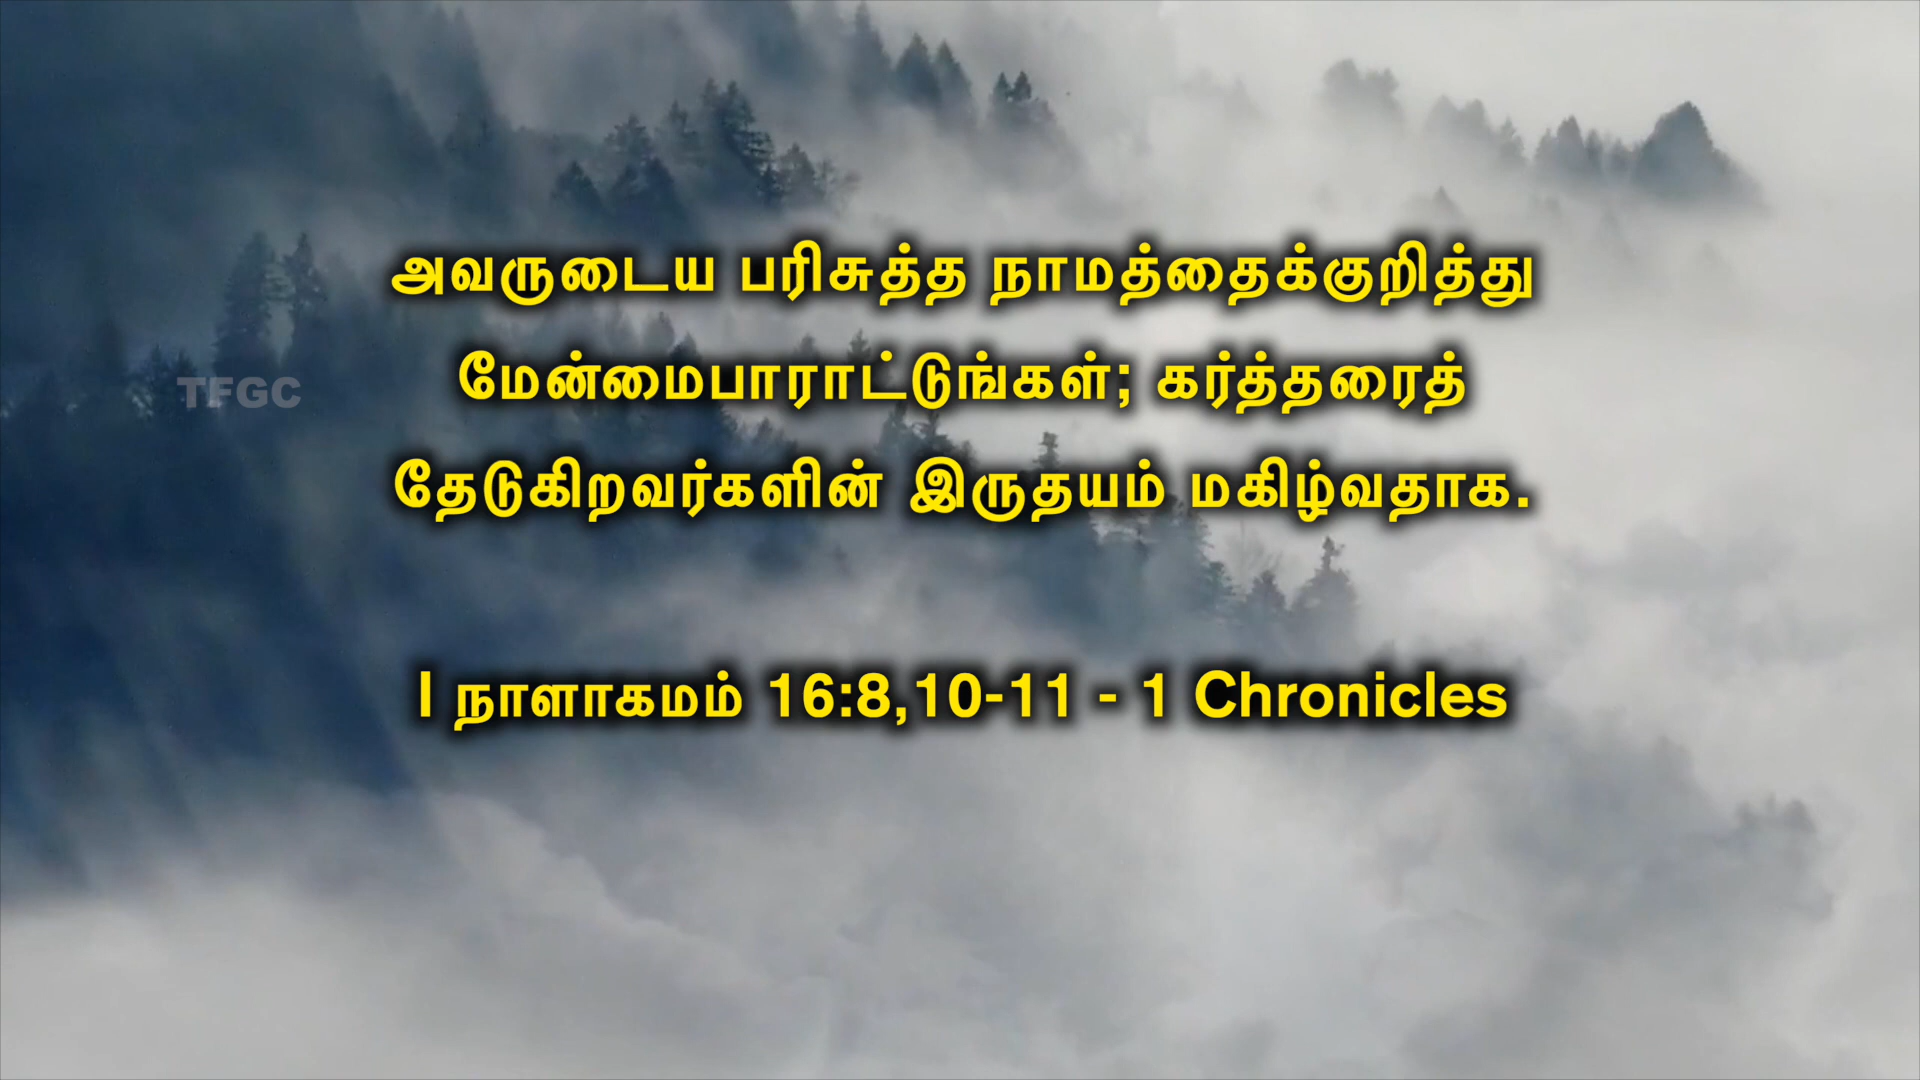 அவருடைய பரிசுத்த நாமத்தைக்குறித்து
மேன்மைபாராட்டுங்கள்; கர்த்தரைத்
TFGC
தேடுகிறவர்களின் இருதயம் மகிழ்வதாக.
I நாளாகமம் 16:8,10-11 - 1 Chronicles